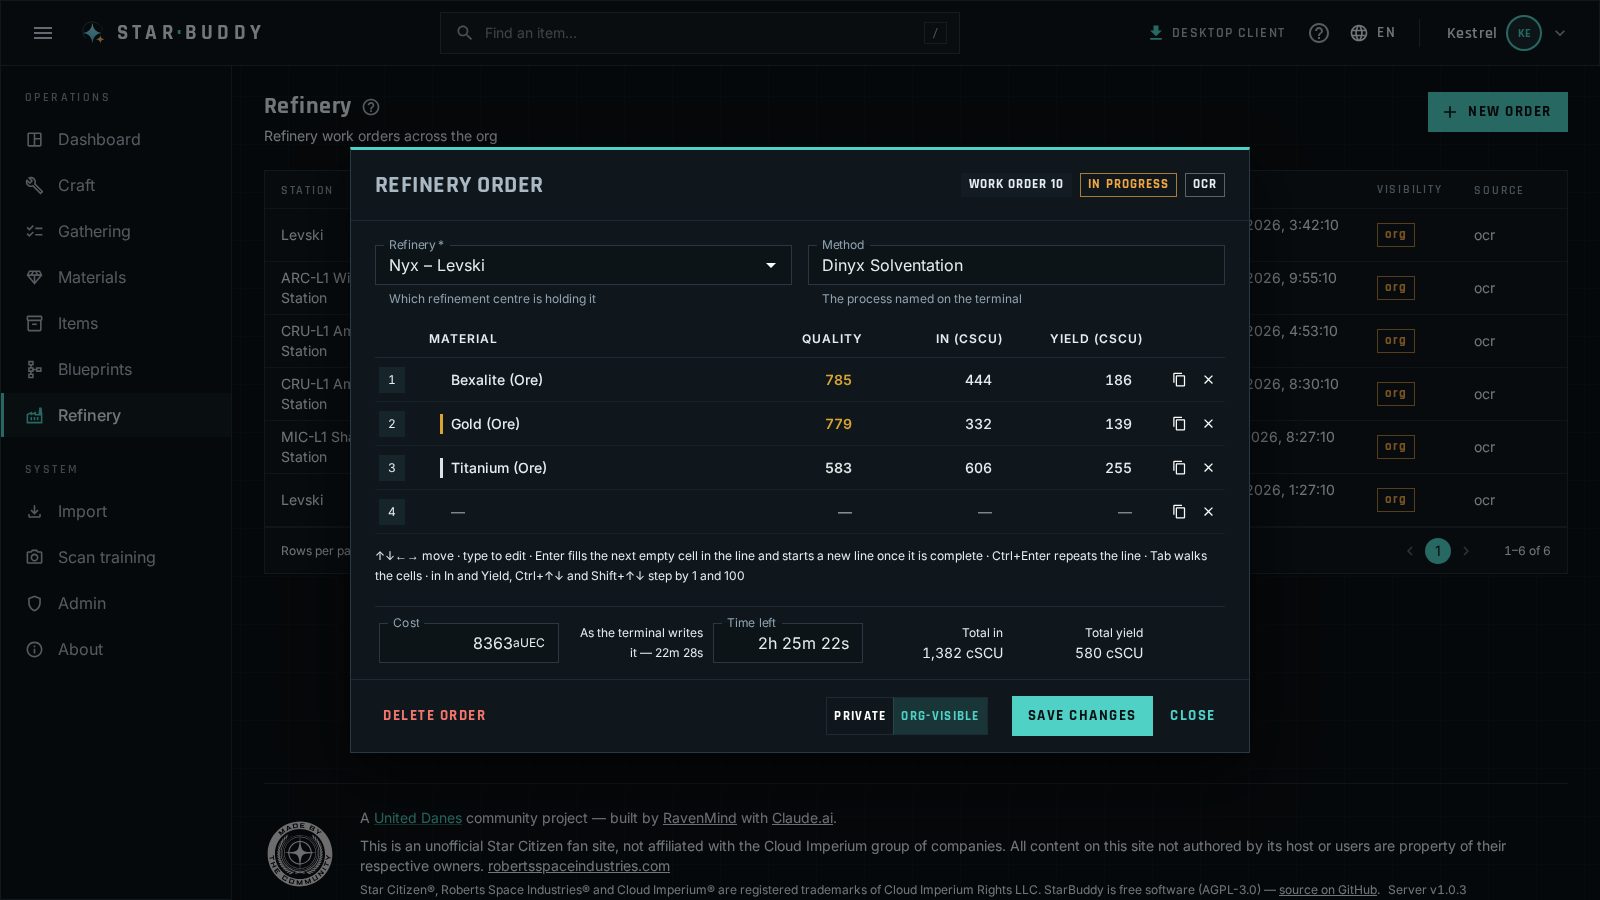 STAR·BUDDY
Find an item...
/
DESKTOP CLIENT
EN
Kestrel
KE
OPERATIONS
Dashboard
Craft
Gathering
Materials
Items
Blueprints
Refinery
SYSTEM
Import
Scan training
Admin
About
Refinery
Refinery work orders across the org
NEW ORDER
STATION
VISIBILITY
SOURCE
Levski
2026, 3:42:10
org
ocr
ARC-L1 Wi
Station
2026, 9:55:10
org
ocr
CRU-L1 Am
Station
2026, 4:53:10
org
ocr
CRU-L1 Am
Station
2026, 8:30:10
org
ocr
MIC-L1 Sha
Station
2026, 8:27:10
org
ocr
Levski
2026, 1:27:10
org
ocr
Rows per pa
1
1–6 of 6
REFINERY ORDER
WORK ORDER 10
IN PROGRESS
OCR
Refinery *
Nyx – Levski
Which refinement centre is holding it
Method
Dinyx Solventation
The process named on the terminal
MATERIAL QUALITY IN (CSCU) YIELD (CSCU)
1 Bexalite (Ore) 785 444 186
2 Gold (Ore) 779 332 139
3 Titanium (Ore) 583 606 255
4 — — — —
↑↓←→ move · type to edit · Enter fills the next empty cell in the line and starts a new line once it is complete · Ctrl+Enter repeats the line · Tab walks
the cells · in In and Yield, Ctrl+↑↓ and Shift+↑↓ step by 1 and 100
Cost
8363aUEC
As the terminal writes
it — 22m 28s
Time left
2h 25m 22s
Total in
1,382 cSCU
Total yield
580 cSCU
DELETE ORDER
PRIVATE
ORG-VISIBLE
SAVE CHANGES
CLOSE
MADE BY
THE COMMUNITY
A United Danes community project — built by RavenMind with Claude.ai.
This is an unofficial Star Citizen fan site, not affiliated with the Cloud Imperium group of companies. All content on this site not authored by its host or users are property of their
respective owners. robertsspaceindustries.com
Star Citizen®, Roberts Space Industries® and Cloud Imperium® are registered trademarks of Cloud Imperium Rights LLC. StarBuddy is free software (AGPL-3.0) — source on GitHub. Server v1.0.3